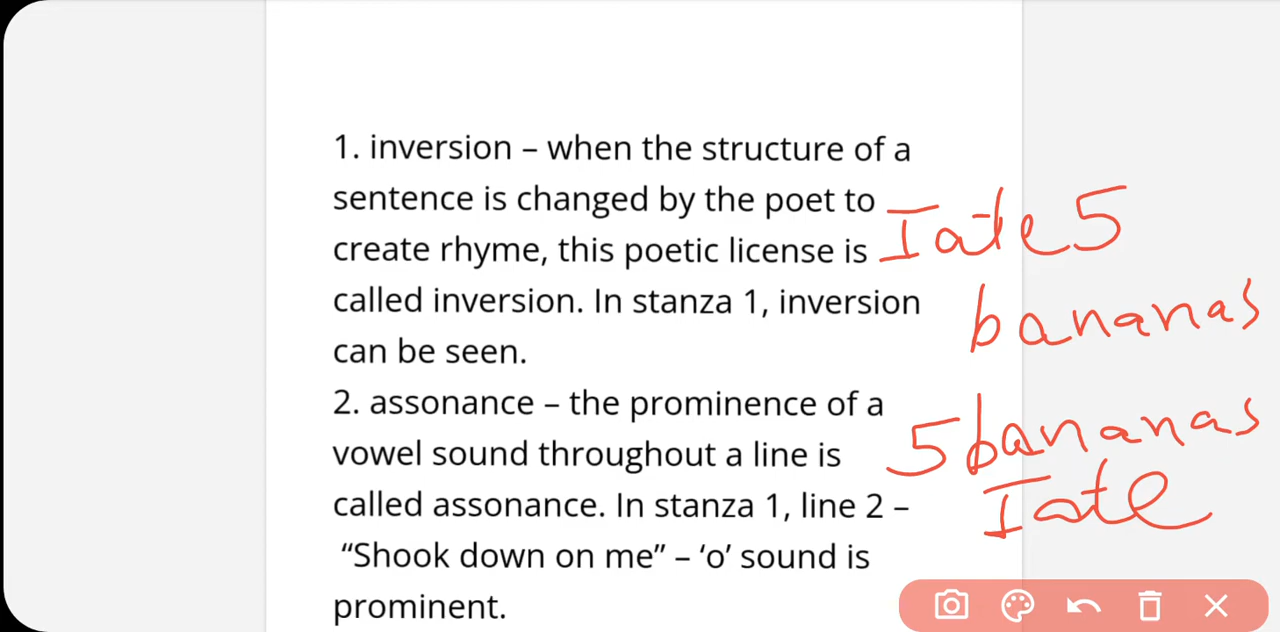 1. inversion – when the structure of a
sentence is changed by the poet to
create rhyme, this poetic license is
called inversion. In stanza 1, inversion
can be seen.
2. assonance – the prominence of a
vowel sound throughout a line is
called assonance. In stanza 1, line 2 –
“Shook down on me” – ‘o’ sound is
prominent.
I ate 5
bananas
5 bananas
I ate